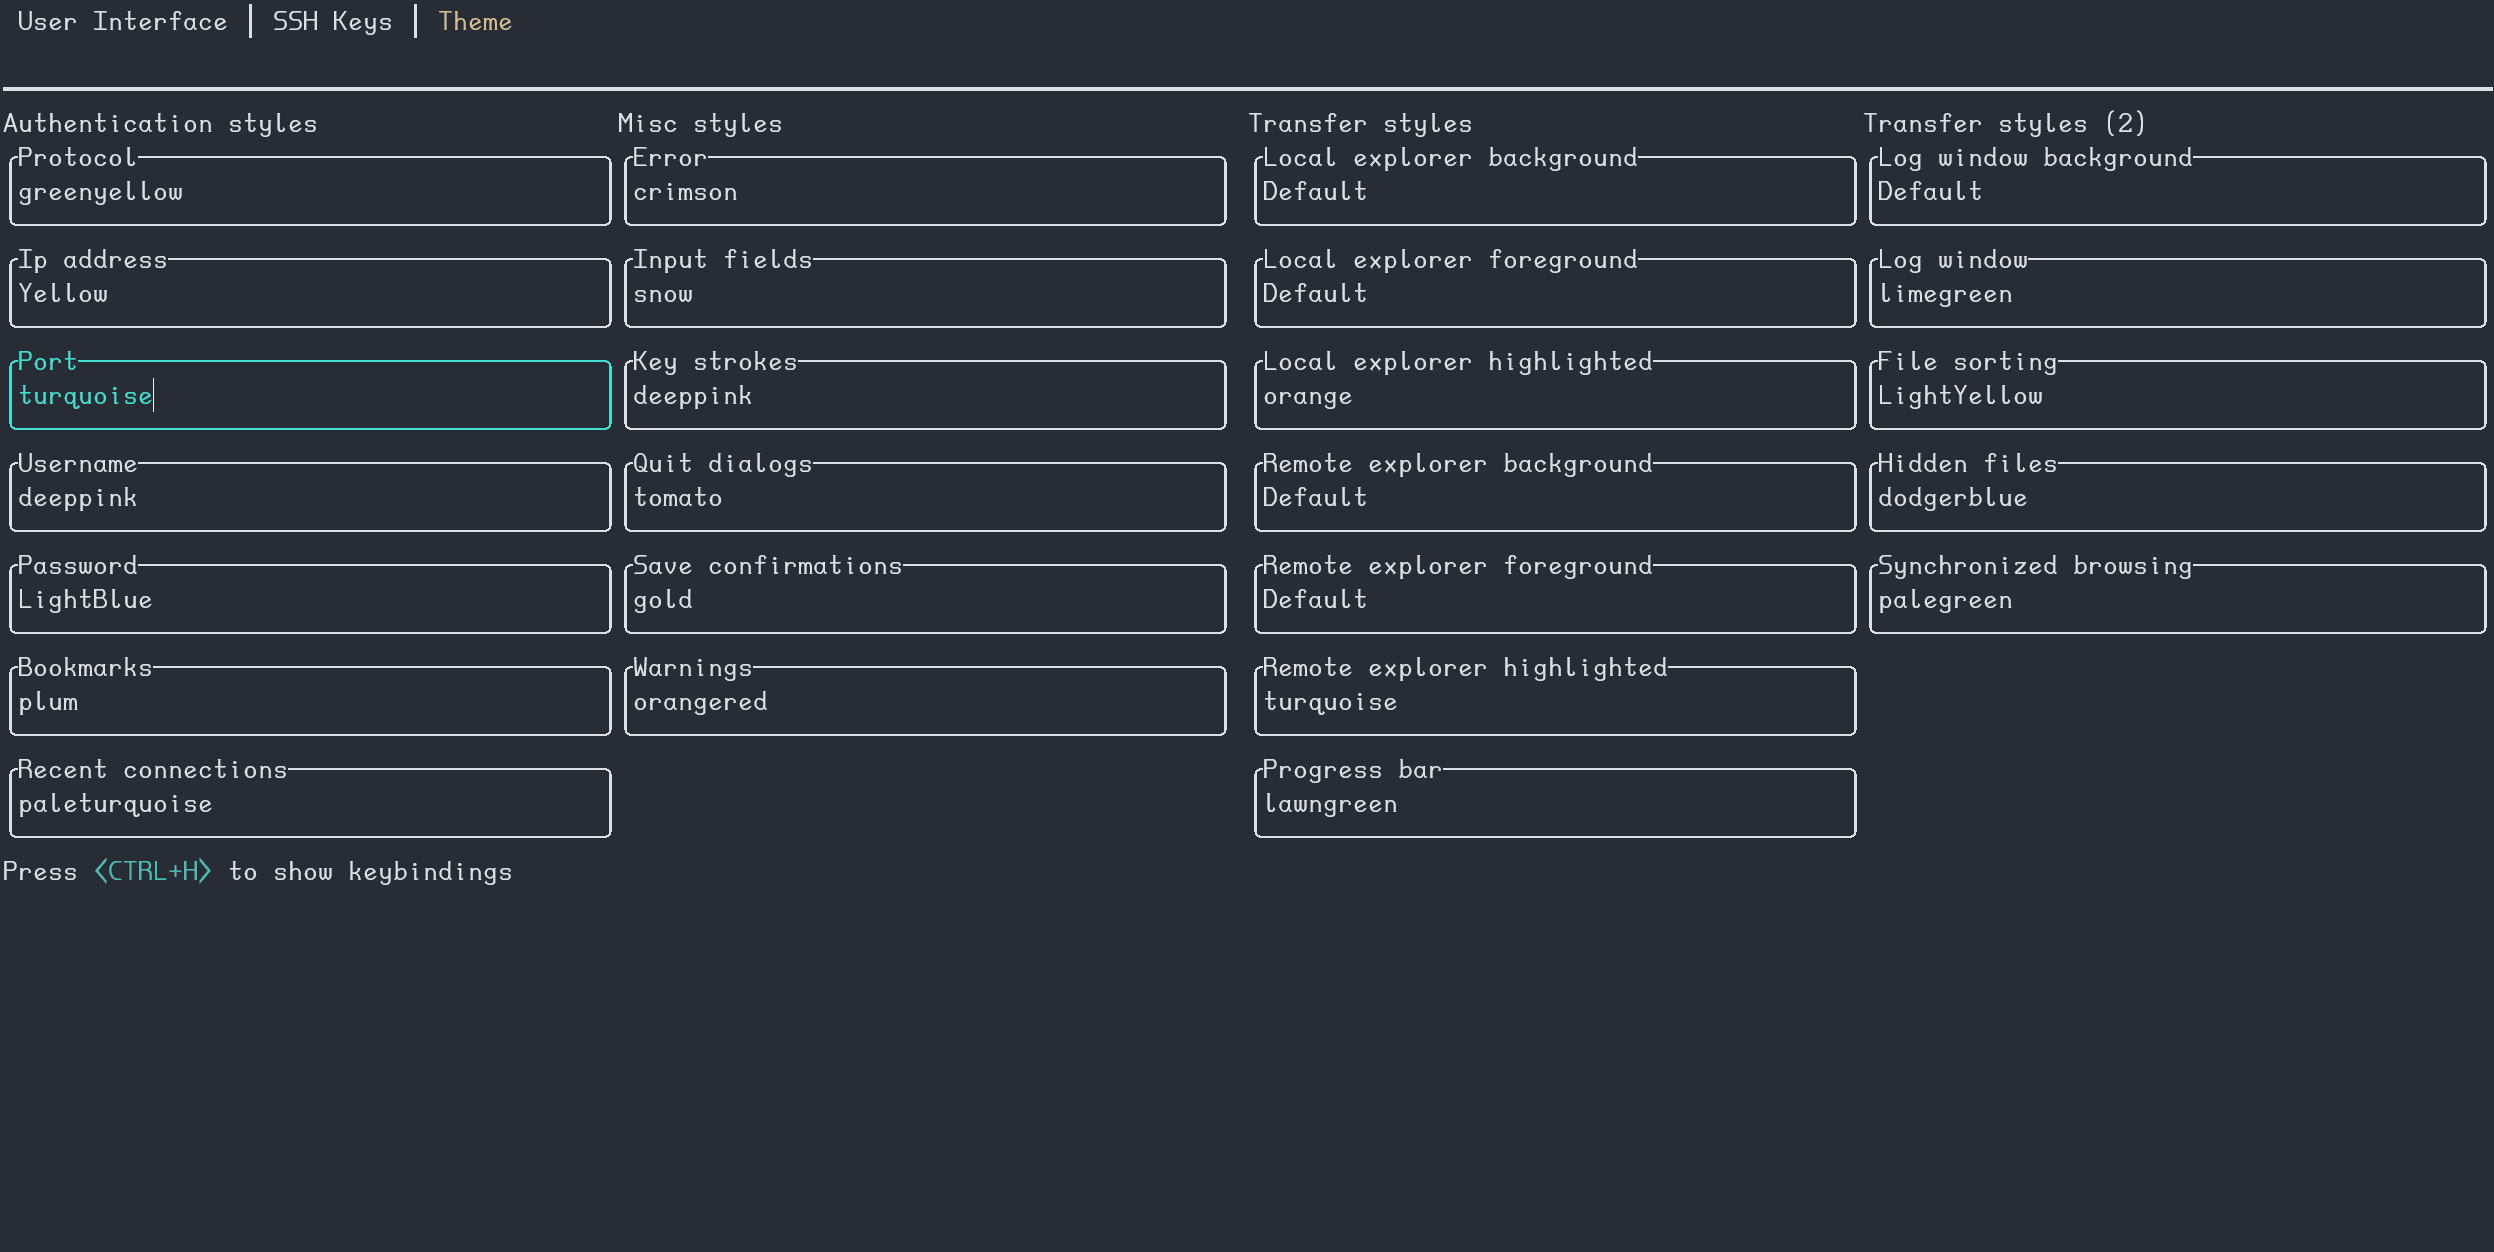 User Interface │ SSH Keys │ Theme
Authentication styles
Protocol
greenyellow
Ip address
Yellow
Port
turquoise
Username
deeppink
Password
LightBlue
Bookmarks
plum
Recent connections
paleturquoise
Misc styles
Error
crimson
Input fields
snow
Key strokes
deeppink
Quit dialogs
tomato
Save confirmations
gold
Warnings
orangered
Transfer styles
Local explorer background
Default
Local explorer foreground
Default
Local explorer highlighted
orange
Remote explorer background
Default
Remote explorer foreground
Default
Remote explorer highlighted
turquoise
Progress bar
lawngreen
Transfer styles (2)
Log window background
Default
Log window
limegreen
File sorting
LightYellow
Hidden files
dodgerblue
Synchronized browsing
palegreen
Press <CTRL+H> to show keybindings